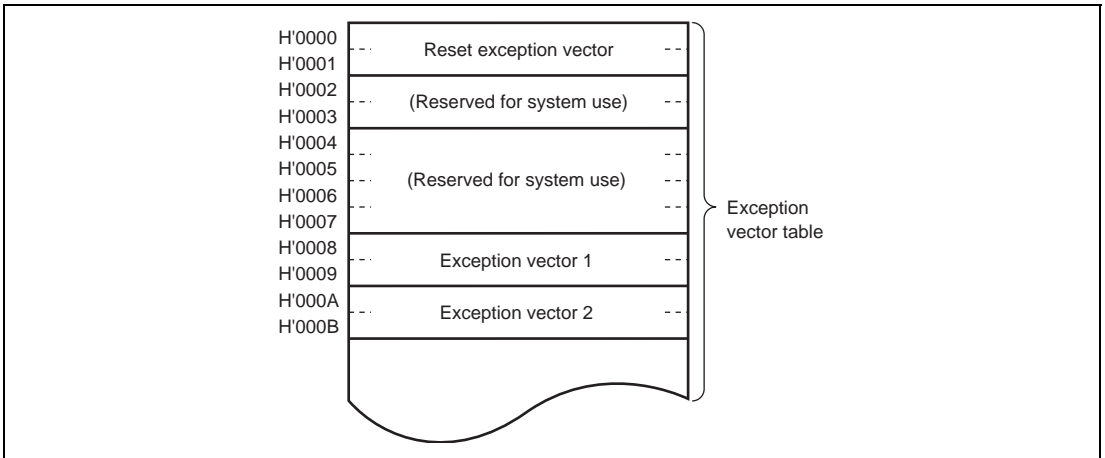 H'0000
Reset exception vector
H'0001
H'0002
(Reserved for system use)
H'0003
H'0004
H'0005
(Reserved for system use)
H'0006
H'0007
Exception
vector table
H'0008
Exception vector 1
H'0009
H'000A
Exception vector 2
H'000B